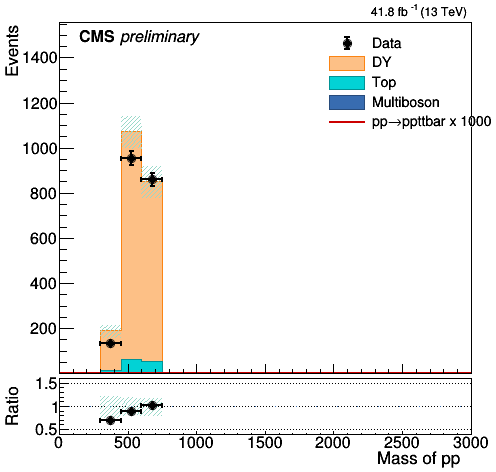 41.8 fb⁻¹ (13 TeV)
CMS preliminary
Events
1400
1200
1000
800
600
400
200
Data
DY
Top
Multiboson
pp→ppttbar x 1000
Ratio
1.5
1
0.5
0 500 1000 1500 2000 2500 3000
Mass of pp